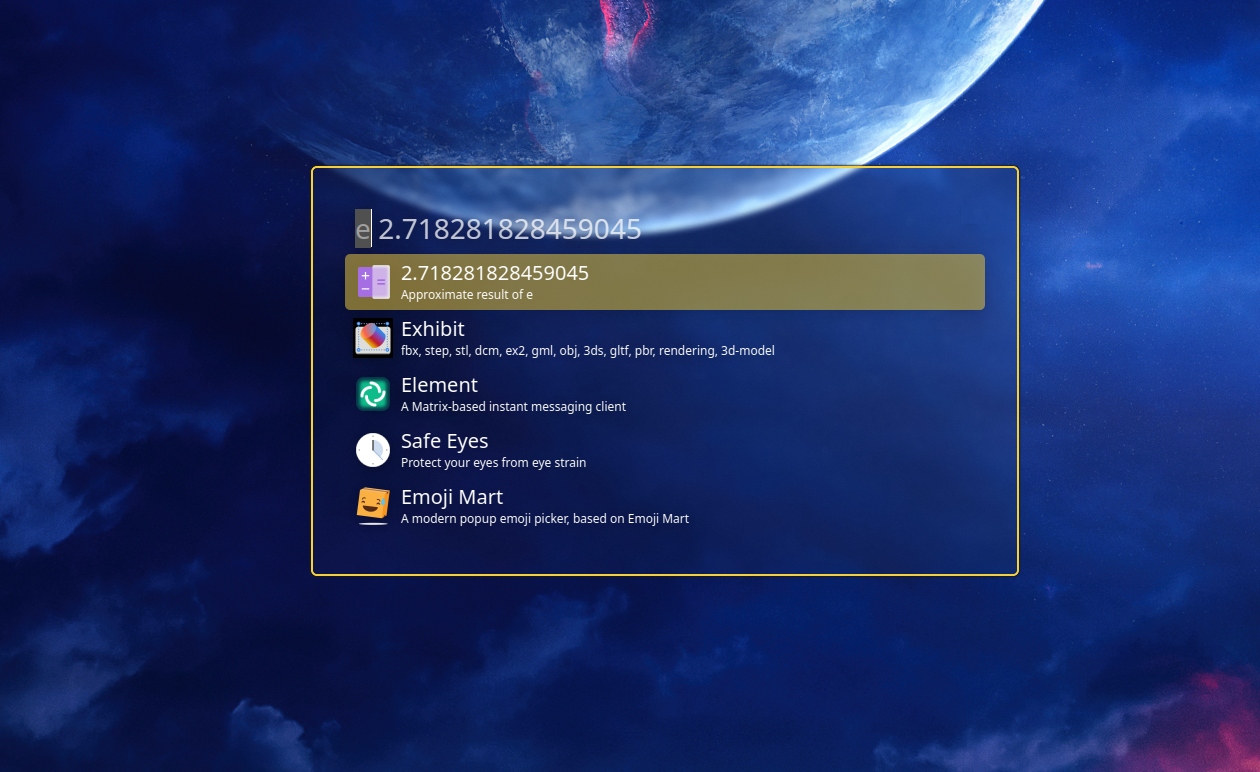 e 2.718281828459045
2.718281828459045
Approximate result of e
Exhibit
fbx, step, stl, dcm, ex2, gml, obj, 3ds, gltf, pbr, rendering, 3d-model
Element
A Matrix-based instant messaging client
Safe Eyes
Protect your eyes from eye strain
Emoji Mart
A modern popup emoji picker, based on Emoji Mart